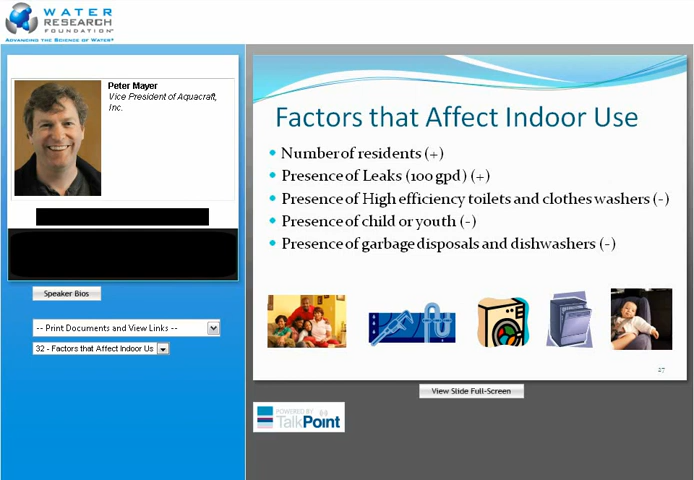 WATER
RESEARCH
FOUNDATION
ADVANCING THE SCIENCE OF WATER®
Peter Mayer
Vice President of Aquacraft,
Inc.
Speaker Bios
-- Print Documents and View Links --
32 - Factors that Affect Indoor Us
Factors that Affect Indoor Use
• Number of residents (+)
• Presence of Leaks (100 gpd) (+)
• Presence of High efficiency toilets and clothes washers (-)
• Presence of child or youth (-)
• Presence of garbage disposals and dishwashers (-)
27
View Slide Full-Screen
POWERED BY
TalkPoint